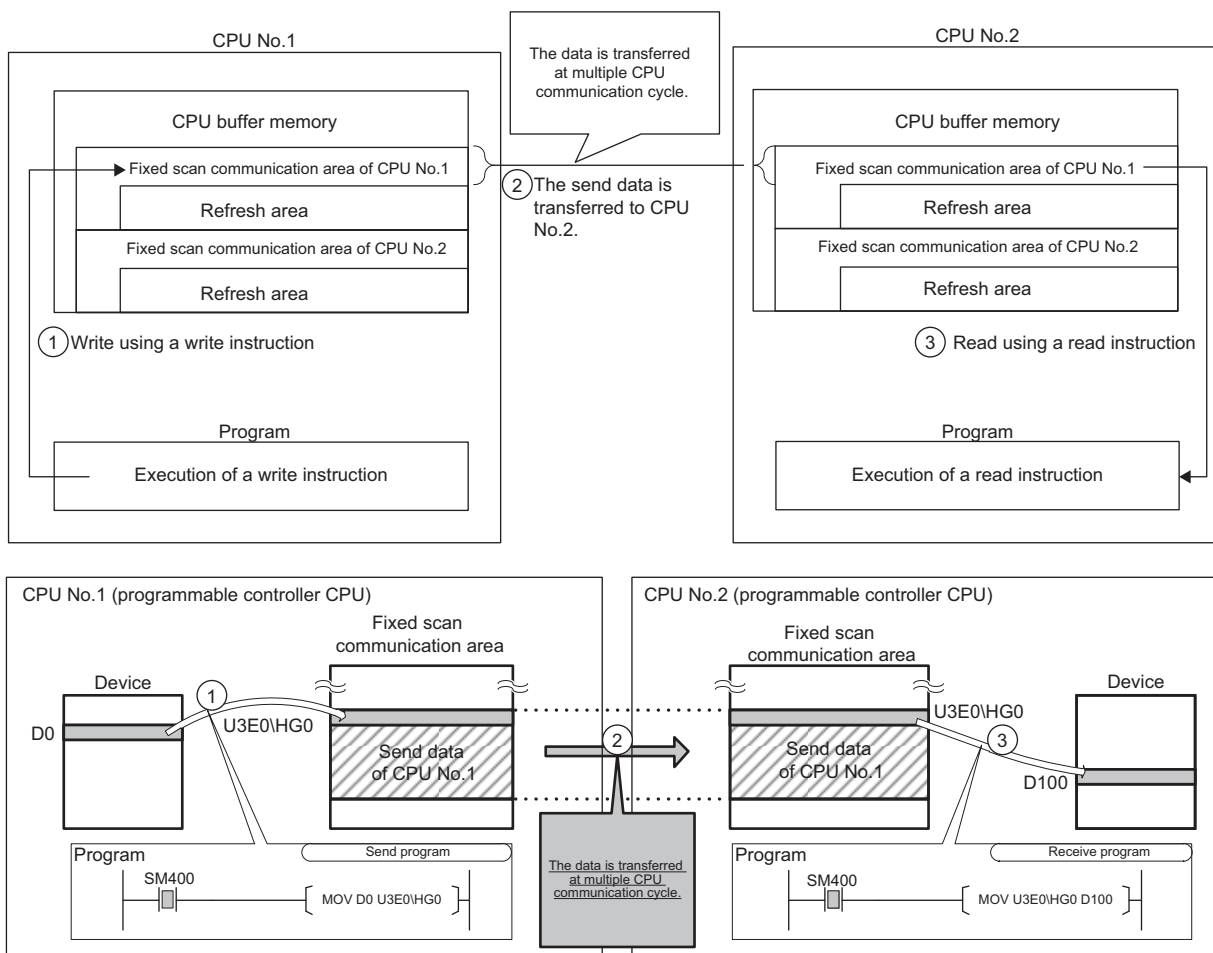 CPU No.1
The data is transferred
at multiple CPU
communication cycle.
CPU No.2
CPU buffer memory
Fixed scan communication area of CPU No.1
Refresh area
Fixed scan communication area of CPU No.2
Refresh area
2 The send data is
transferred to CPU
No.2.
CPU buffer memory
Fixed scan communication area of CPU No.1
Refresh area
Fixed scan communication area of CPU No.2
Refresh area
1 Write using a write instruction
3 Read using a read instruction
Program
Execution of a write instruction
Program
Execution of a read instruction
CPU No.1 (programmable controller CPU)
Fixed scan
communication area
Device
1
D0
U3E0\HG0
Send data
of CPU No.1
2
The data is transferred
at multiple CPU
communication cycle.
Program
Send program
SM400
MOV D0 U3E0\HG0
CPU No.2 (programmable controller CPU)
Fixed scan
communication area
Device
U3E0\HG0
3
Send data
of CPU No.1
D100
Program
Receive program
SM400
MOV U3E0\HG0 D100